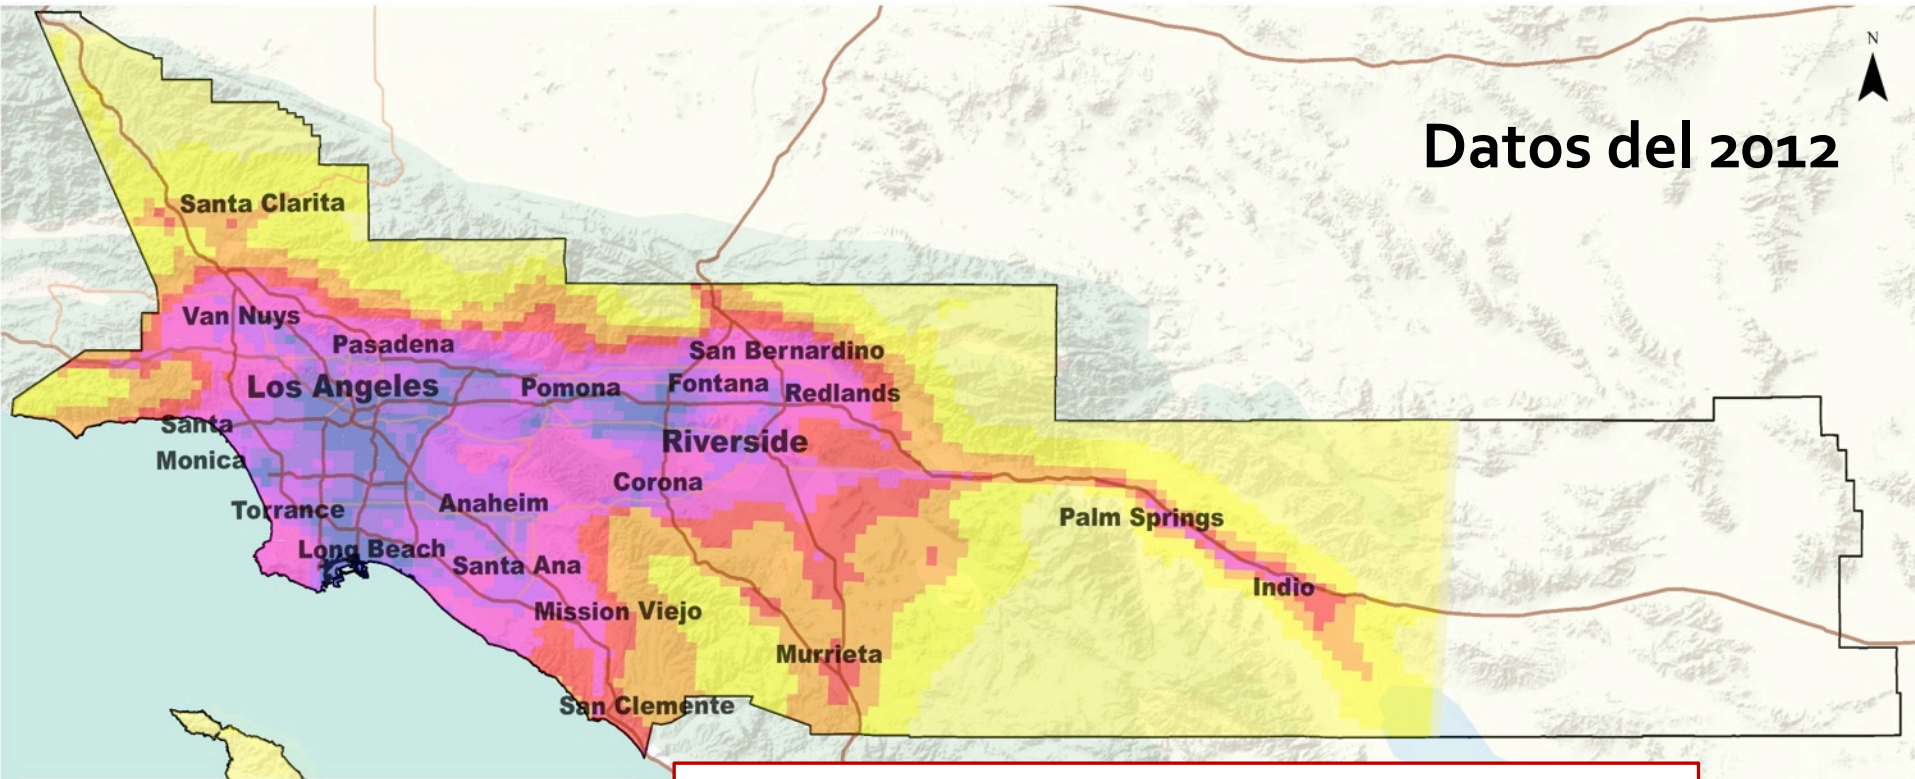 N
Datos del 2012
Santa Clarita
Van Nuys
Pasadena
San Bernardino
Los Angeles
Pomona
Fontana
Redlands
Santa
Monica
Riverside
Corona
Torrance
Anaheim
Palm Springs
Long Beach
Santa Ana
Indio
Mission Viejo
Murrieta
San Clemente